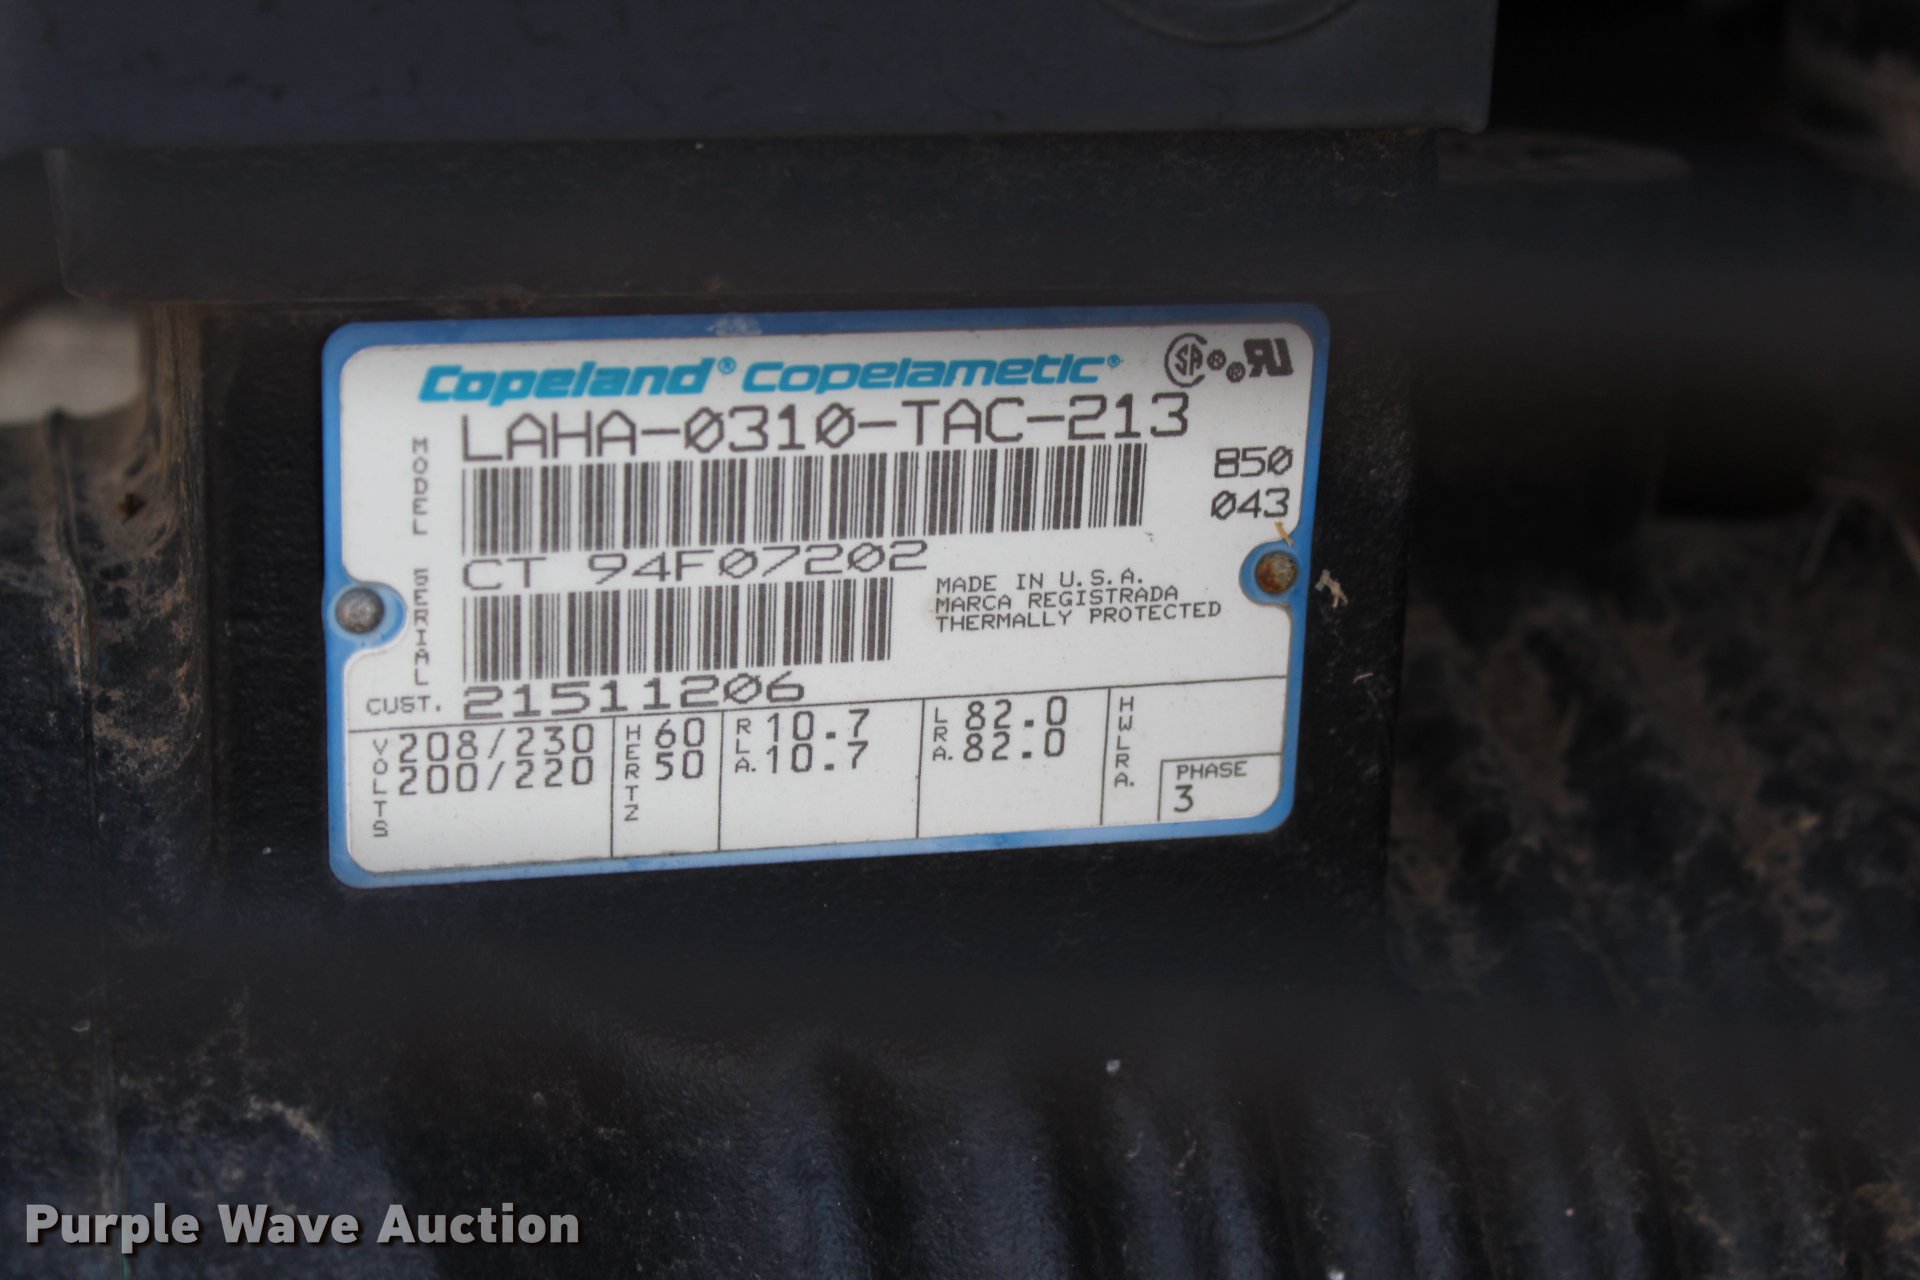 Copeland® Copelametic®
SA ® ® RU
MODEL LAHA-0310-TAC-213
850
043
SERIAL CT 94F07202
MADE IN U.S.A.
MARCA REGISTRADA
THERMALLY PROTECTED
CUST. 21511206
VOLTS 208/230 HERTZ 60 RLA. 10.7 LRA. 82.0 HWLRA.
200/220 50 10.7 82.0
PHASE
3
Purple Wave Auction